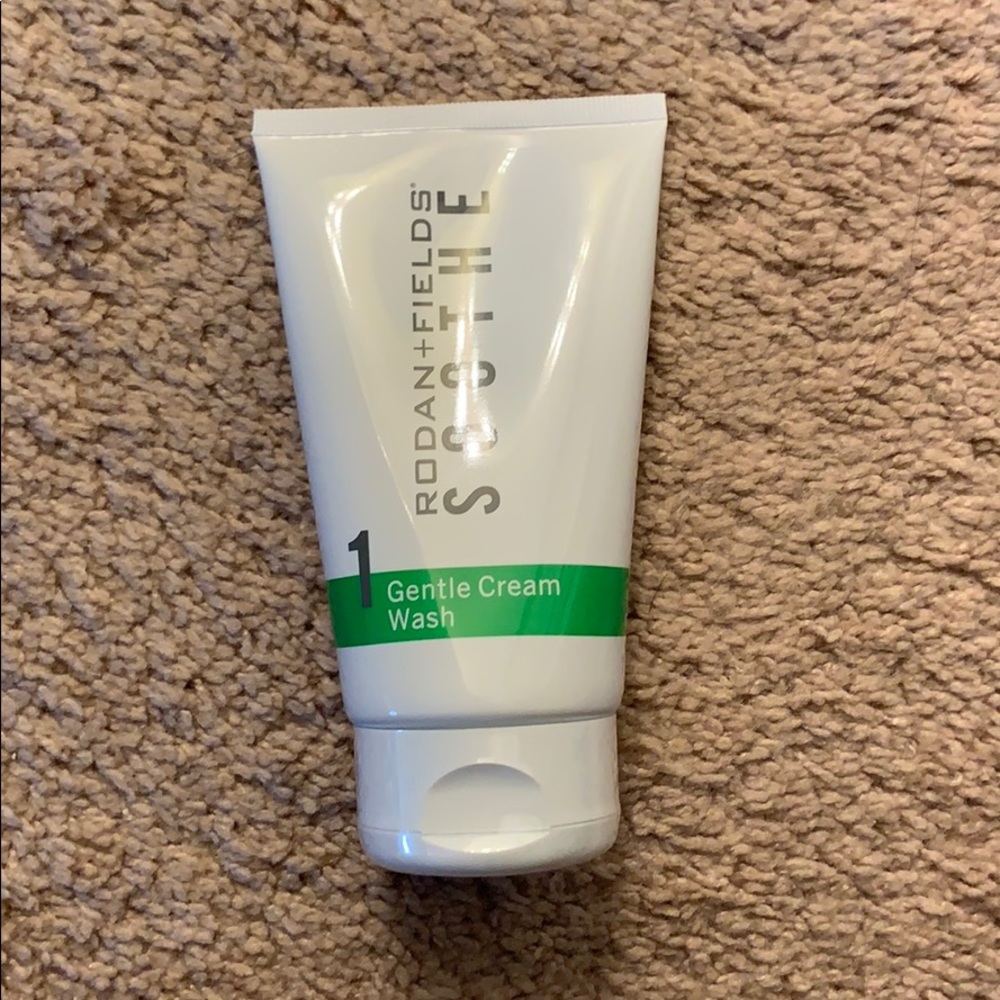 RODAN+FIELDS®
SOOTHE
1
Gentle Cream
Wash